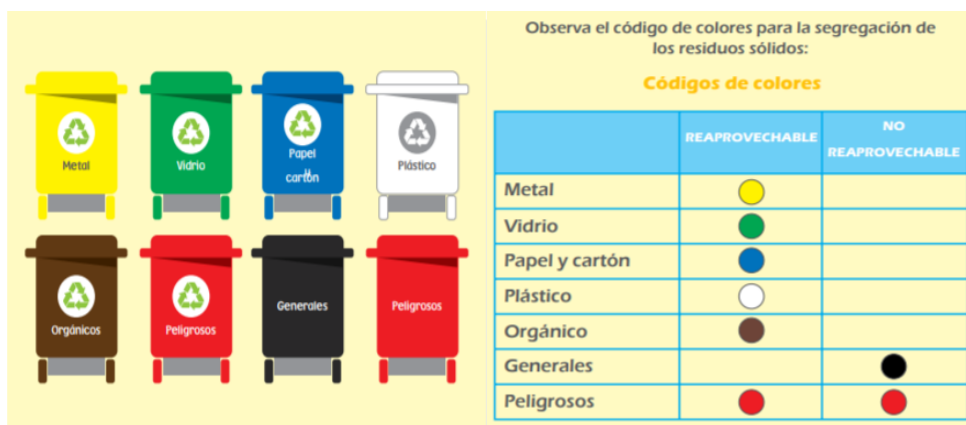 Metal
Vidrio
Papel
cartón
Plástico
Orgánicos
Peligrosos
Generales
Peligrosos
Observa el código de colores para la segregación de
los residuos sólidos:
Códigos de colores
REAPROVECHABLE
NO
REAPROVECHABLE
Metal
Vidrio
Papel y cartón
Plástico
Orgánico
Generales
Peligrosos